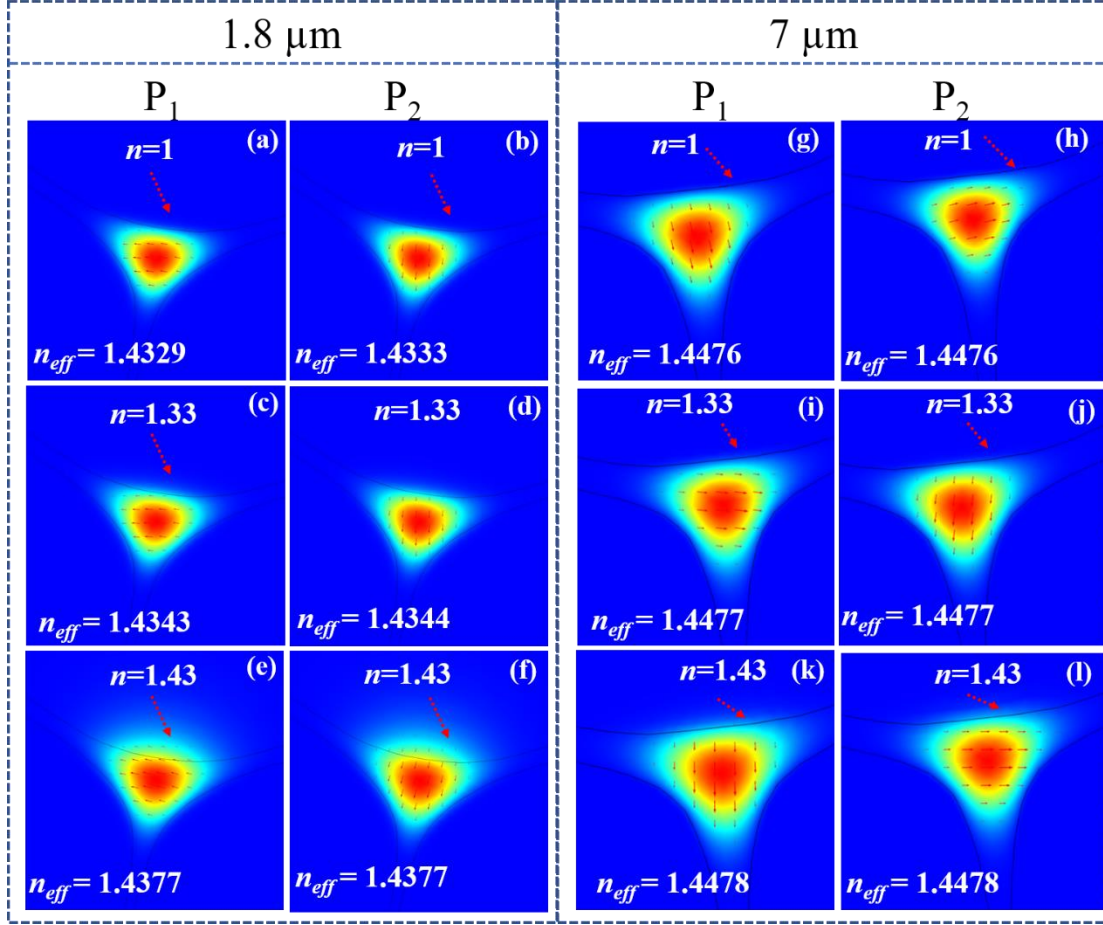 1.8 µm
7 µm
P1
P2
P1
P2
n=1
(a)
neff = 1.4329
n=1
(b)
neff = 1.4333
n=1
(g)
neff = 1.4476
n=1
(h)
neff = 1.4476
n=1.33
(c)
neff = 1.4343
n=1.33
(d)
neff = 1.4344
n=1.33
(i)
neff = 1.4477
n=1.33
(j)
neff = 1.4477
n=1.43
(e)
neff = 1.4377
n=1.43
(f)
neff = 1.4377
n=1.43
(k)
neff = 1.4478
n=1.43
(l)
neff = 1.4478